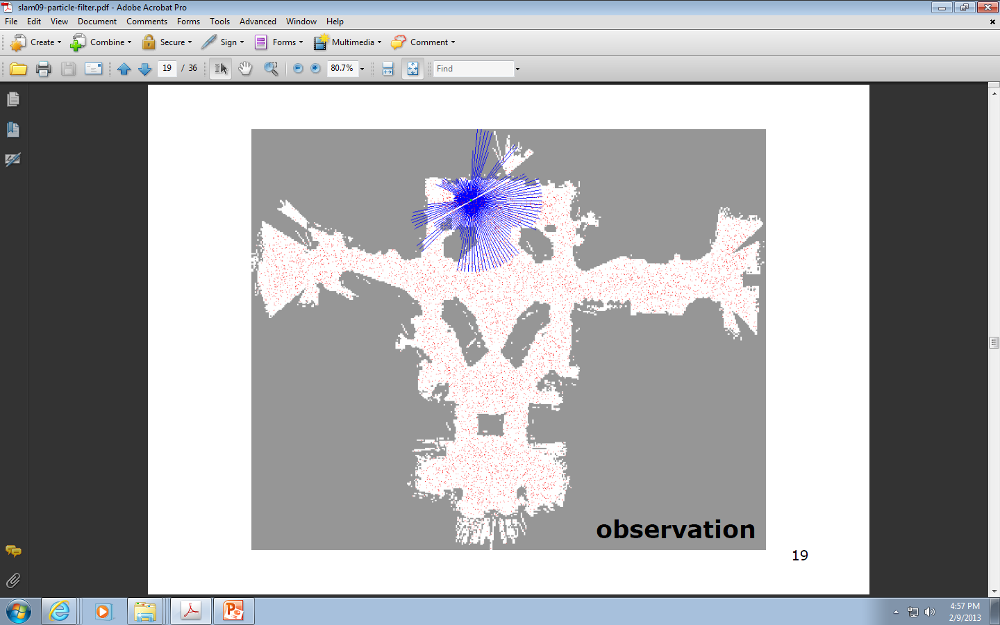 slam09-particle-filter.pdf - Adobe Acrobat Pro
File Edit View Document Comments Forms Tools Advanced Window Help
Create Combine Secure Sign Forms Multimedia Comment
19 / 36 80.7% Find
observation
19
4:57 PM
2/9/2013